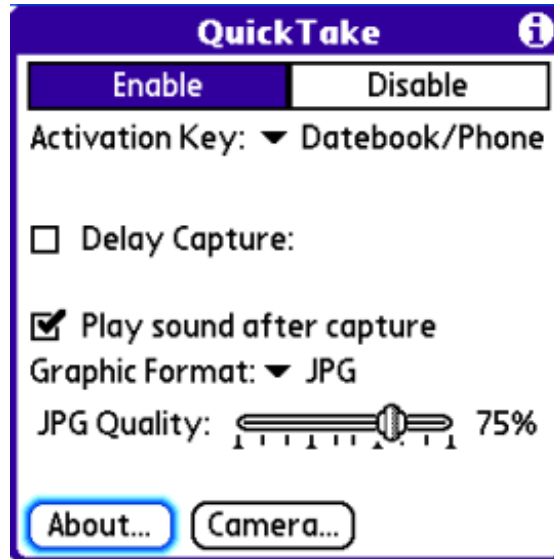 QuickTake
Enable Disable
Activation Key: Datebook/Phone
Delay Capture:
Play sound after capture
Graphic Format: JPG
JPG Quality: 75%
About... Camera...